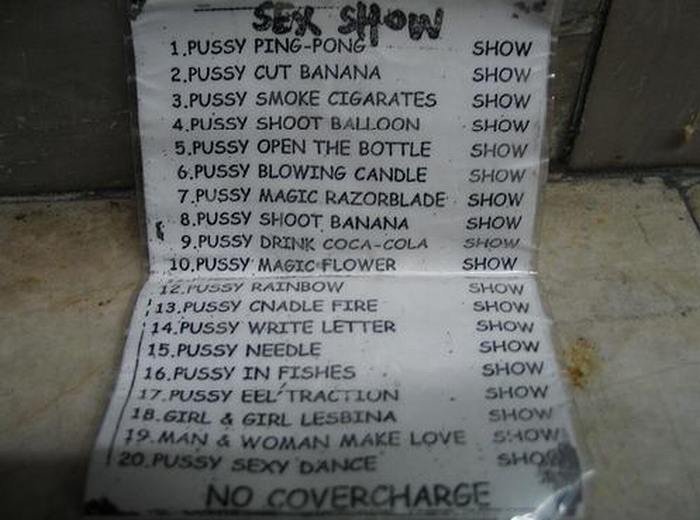 SEX SHOW
1.PUSSY PING-PONG SHOW
2.PUSSY CUT BANANA SHOW
3.PUSSY SMOKE CIGARATES SHOW
4.PUSSY SHOOT BALLOON SHOW
5.PUSSY OPEN THE BOTTLE SHOW
6.PUSSY BLOWING CANDLE SHOW
7.PUSSY MAGIC RAZORBLADE SHOW
8.PUSSY SHOOT BANANA SHOW
9.PUSSY DRINK COCA-COLA SHOW
10.PUSSY MAGIC FLOWER SHOW
12.PUSSY RAINBOW SHOW
13.PUSSY CNADLE FIRE SHOW
14.PUSSY WRITE LETTER SHOW
15.PUSSY NEEDLE SHOW
16.PUSSY IN FISHES SHOW
17.PUSSY EEL'TRACTION SHOW
18.GIRL & GIRL LESBINA SHOW
19.MAN & WOMAN MAKE LOVE SHOW
20.PUSSY SEXY DANCE SHOW
NO COVERCHARGE